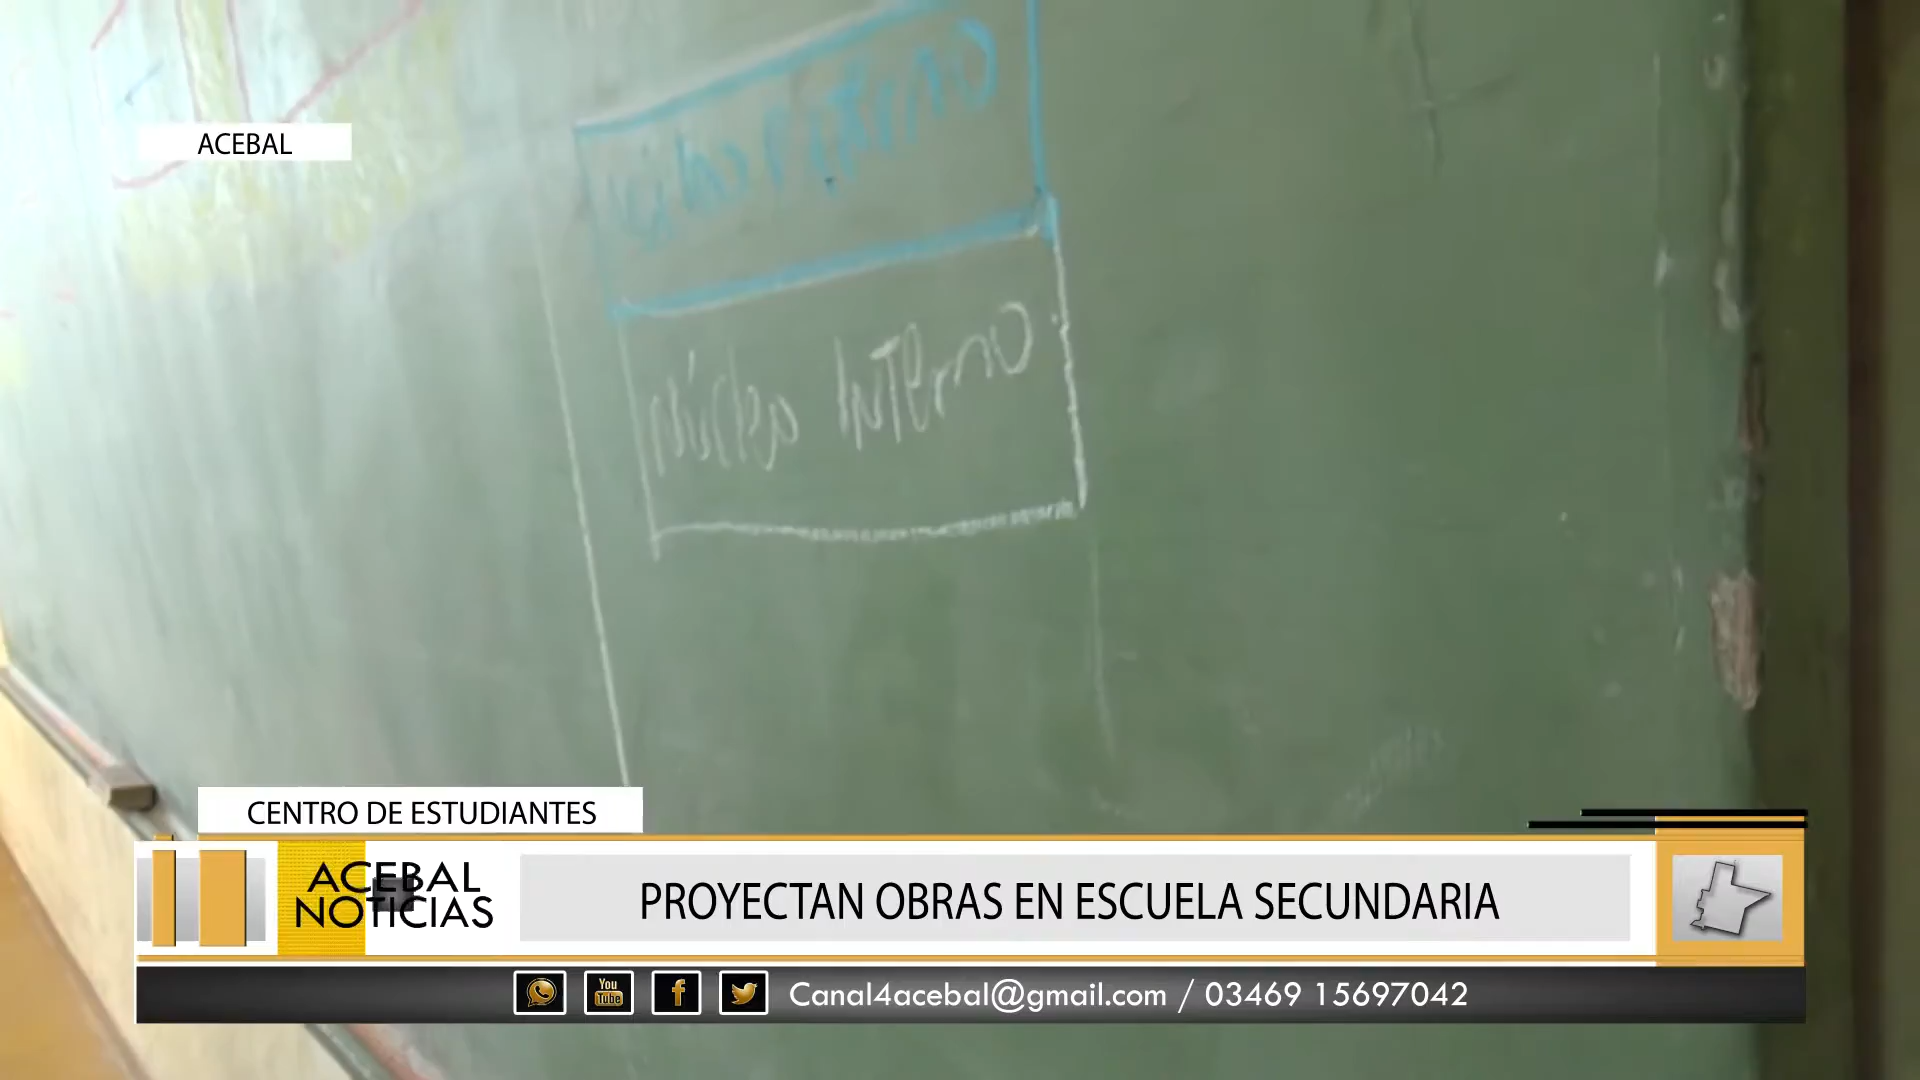 ACEBAL
Núcleo Interno
CENTRO DE ESTUDIANTES
ACEBAL
NOTICIAS
PROYECTAN OBRAS EN ESCUELA SECUNDARIA
You
Tube
Canal4acebal@gmail.com / 03469 15697042